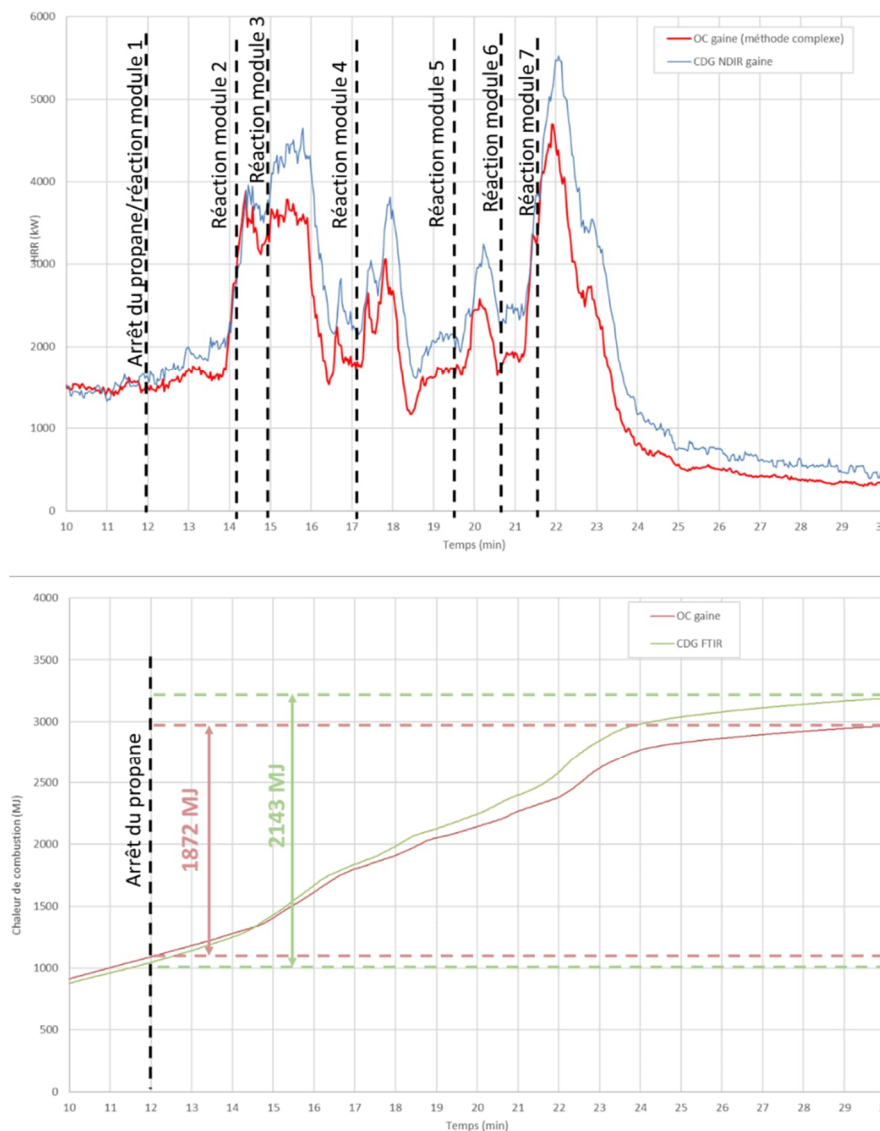 6000
5000
4000
3000
2000
1000
0
HRR (kW)
Arrêt du propane/réaction module 1
Réaction module 2
Réaction module 3
Réaction module 4
Réaction module 5
Réaction module 6
Réaction module 7
OC gaine (méthode complexe)
CDG NDIR gaine
10 11 12 13 14 15 16 17 18 19 20 21 22 23 24 25 26 27 28 29 30
Temps (min)
4000
3500
3000
2500
2000
1500
1000
500
0
Chaleur de combustion (MJ)
Arrêt du propane
1872 MJ
2143 MJ
OC gaine
CDG FTIR
10 11 12 13 14 15 16 17 18 19 20 21 22 23 24 25 26 27 28 29
Temps (min)